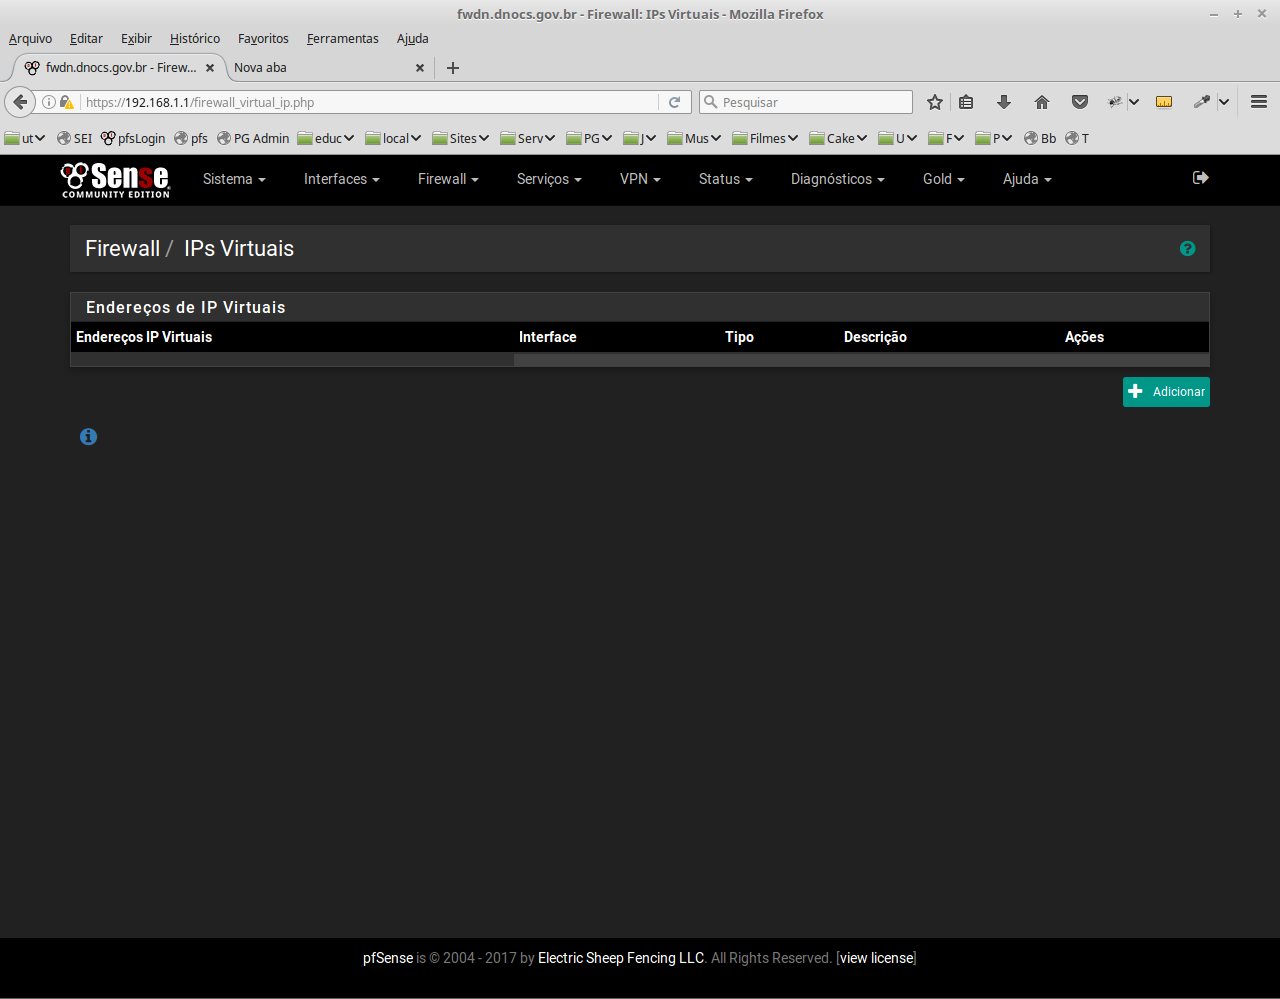 fwdn.dnocs.gov.br - Firewall: IPs Virtuais - Mozilla Firefox
Arquivo Editar Exibir Histórico Favoritos Ferramentas Ajuda
fwdn.dnocs.gov.br - Firew... Nova aba
https://192.168.1.1/firewall_virtual_ip.php Pesquisar
ut SEI pfsLogin pfs PG Admin educ local Sites Serv PG J Mus Filmes Cake U F P Bb T
Sense Sistema Interfaces Firewall Serviços VPN Status Diagnósticos Gold Ajuda
COMMUNITY EDITION
Firewall / IPs Virtuais
Endereços de IP Virtuais
Endereços IP Virtuais Interface Tipo Descrição Ações
Adicionar
pfSense is © 2004 - 2017 by Electric Sheep Fencing LLC. All Rights Reserved. [view license]